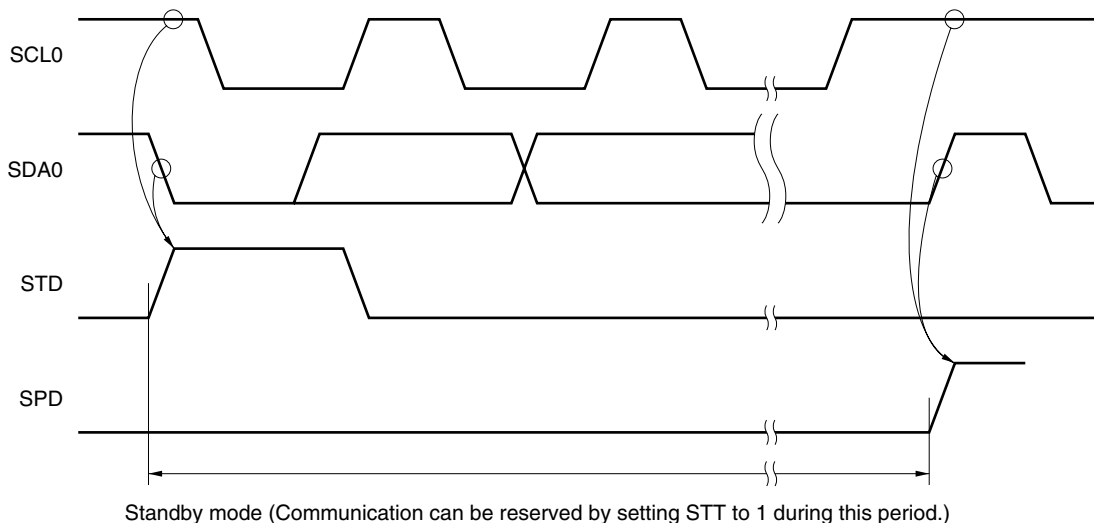 SCL0
SDA0
STD
SPD
Standby mode (Communication can be reserved by setting STT to 1 during this period.)